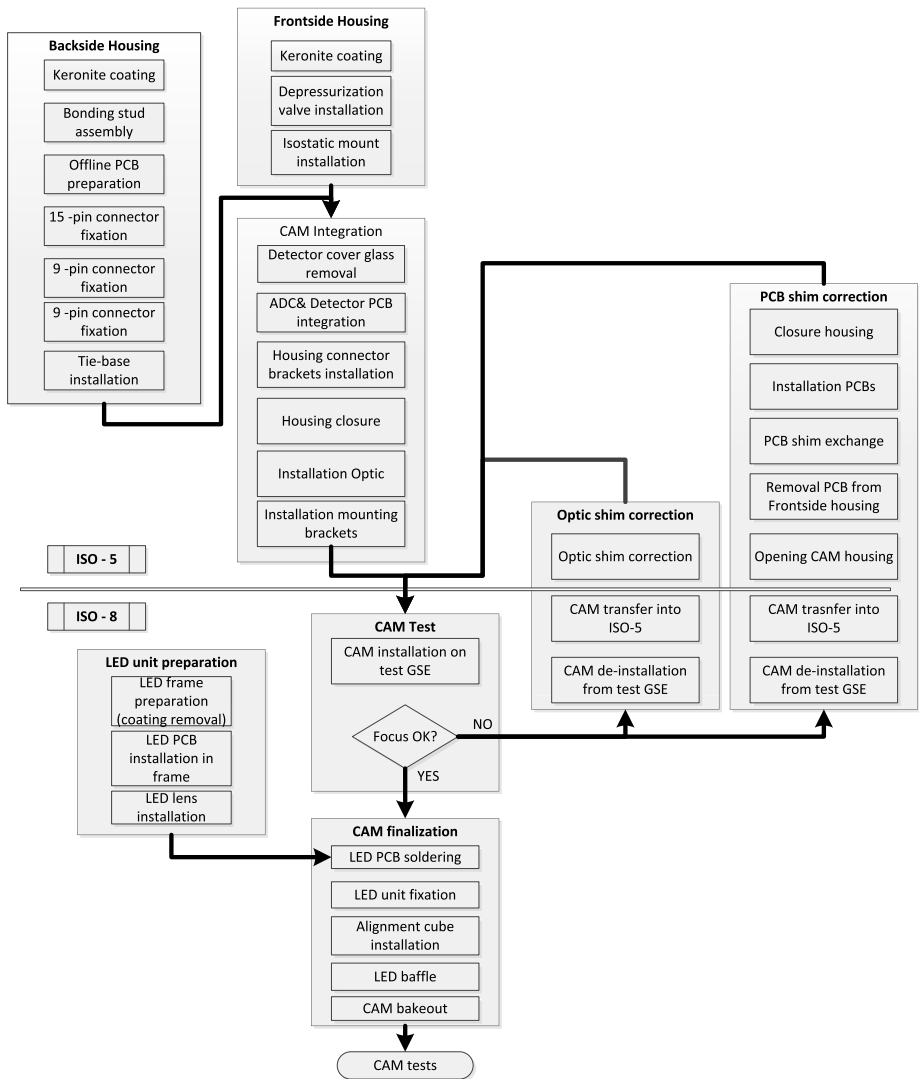 Backside Housing
Keronite coating
Bonding stud
assembly
Offline PCB
preparation
15 -pin connector
fixation
9 -pin connector
fixation
9 -pin connector
fixation
Tie-base
installation
Frontside Housing
Keronite coating
Depressurization
valve installation
Isostatic mount
installation
CAM Integration
Detector cover glass
removal
ADC& Detector PCB
integration
Housing connector
brackets installation
Housing closure
Installation Optic
Installation mounting
brackets
PCB shim correction
Closure housing
Installation PCBs
PCB shim exchange
Removal PCB from
Frontside housing
Opening CAM housing
CAM trasnfer into
ISO-5
CAM de-installation
from test GSE
Optic shim correction
Optic shim correction
CAM transfer into
ISO-5
CAM de-installation
from test GSE
ISO - 5
ISO - 8
CAM Test
CAM installation on
test GSE
Focus OK?
NO
YES
LED unit preparation
LED frame
preparation
(coating removal)
LED PCB
installation in
frame
LED lens
installation
CAM finalization
LED PCB soldering
LED unit fixation
Alignment cube
installation
LED baffle
CAM bakeout
CAM tests